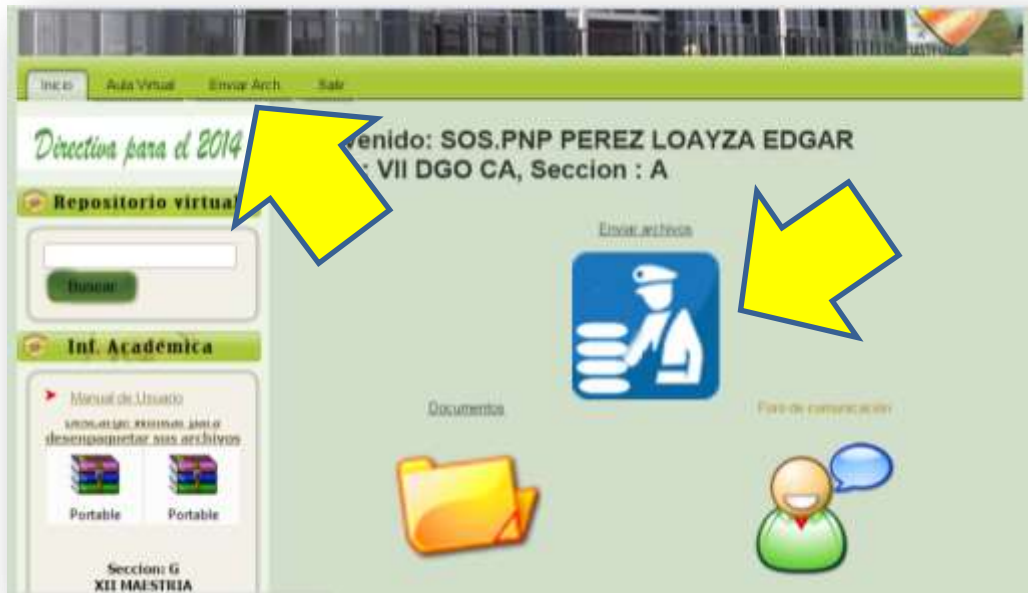 Inicio Aula Virtual Enviar Arch. Salir
Directiva para el 2014
venido: SOS.PNP PEREZ LOAYZA EDGAR
: VII DGO CA, Seccion : A
Repositorio virtual
Buscar
Enviar archivos
Inf. Académica
Manual de Usuario
para
desempaquetar sus archivos
Portable Portable
Seccion: G
XII MAESTRIA
Documentos
Foro de comunicación